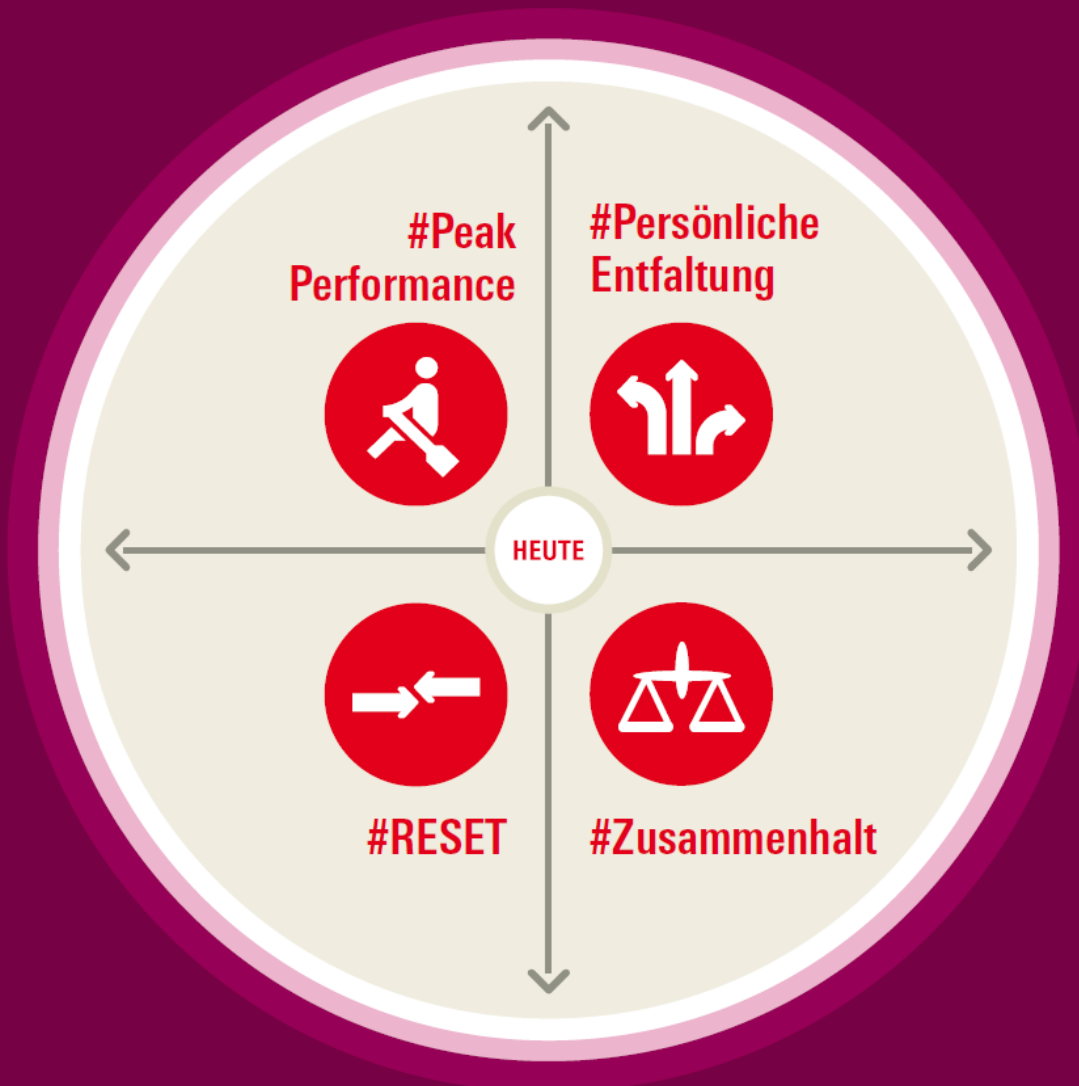 #Peak
Performance
#Persönliche
Entfaltung
HEUTE
#RESET
#Zusammenhalt